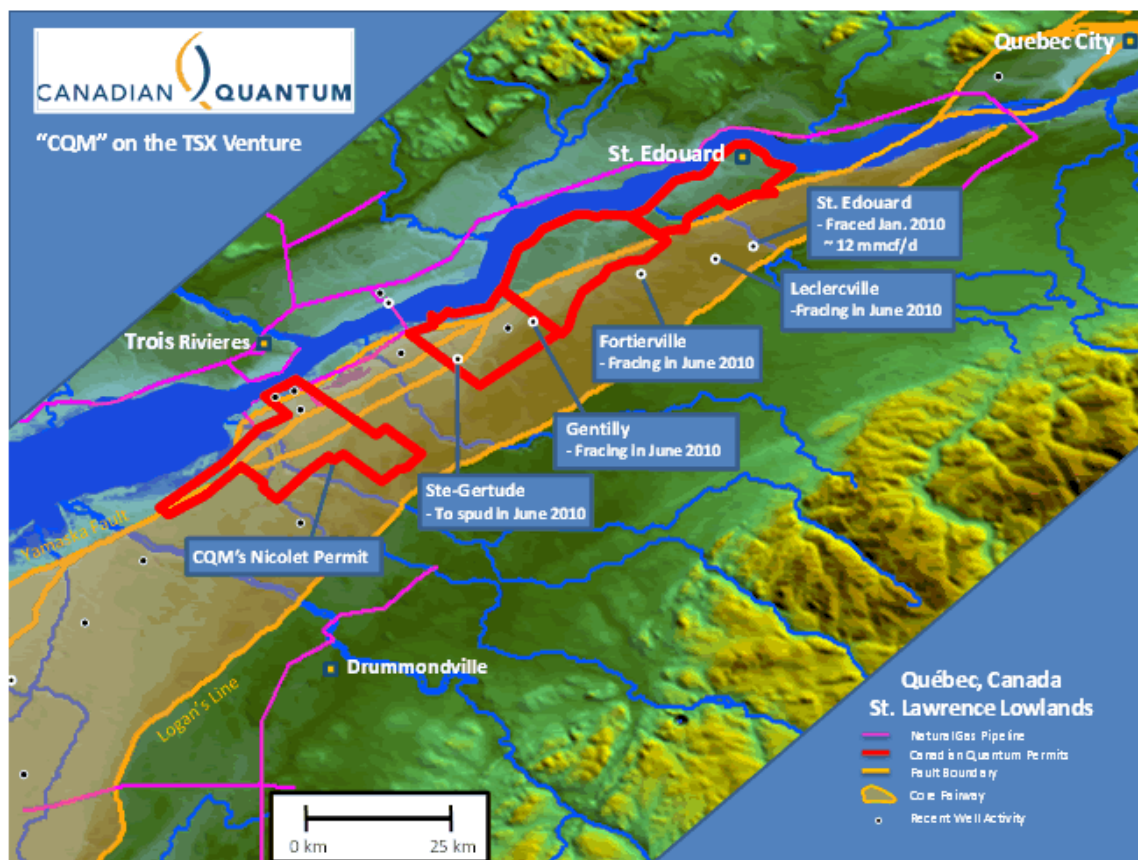 CANADIAN QUANTUM
"CQM" on the TSX Venture
Quebec City
St. Edouard
St. Edouard
- Fraced Jan. 2010
~ 12 mmcf/d
Leclercville
-Fracing in June 2010
Trois Rivieres
Fortierville
- Fracing in June 2010
Gentilly
- Fracing in June 2010
Ste-Gertude
- To spud in June 2010
Yamaska Fault
CQM's Nicolet Permit
Drummondville
Logan's Line
Québec, Canada
St. Lawrence Lowlands
Natural Gas Pipeline
Canadian Quantum Permits
Fault Boundary
Core Fairway
Recent Well Activity
0 km
25 km